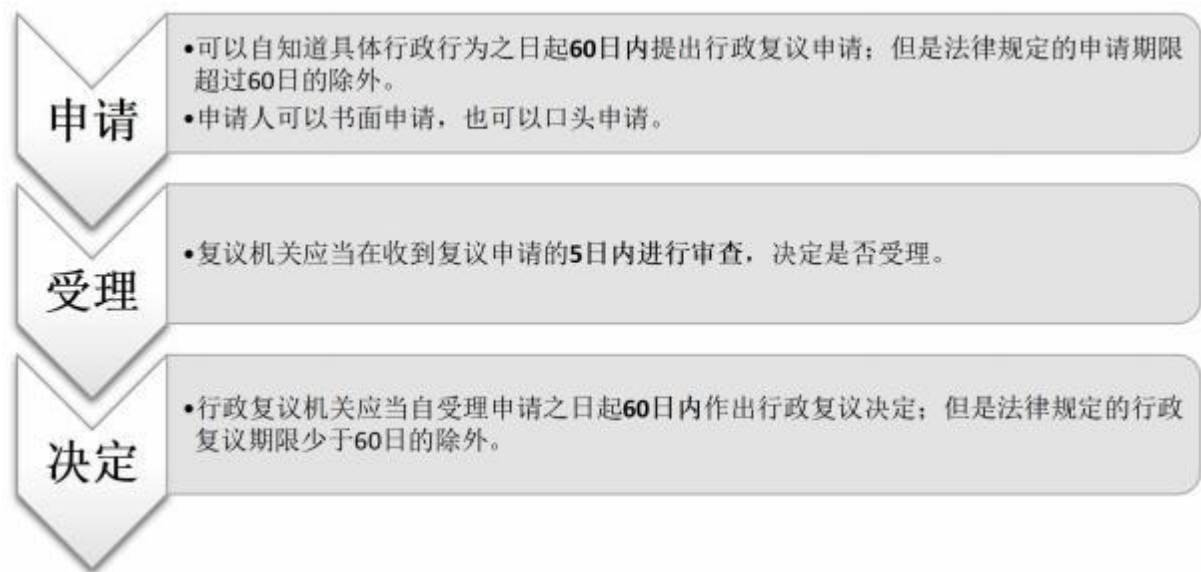 申请
•可以自知道具体行政行为之日起60日内提出行政复议申请；但是法律规定的申请期限
超过60日的除外。
•申请人可以书面申请，也可以口头申请。
受理
•复议机关应当在收到复议申请的5日内进行审查，决定是否受理。
决定
•行政复议机关应当自受理申请之日起60日内作出行政复议决定；但是法律规定的行政
复议期限少于60日的除外。